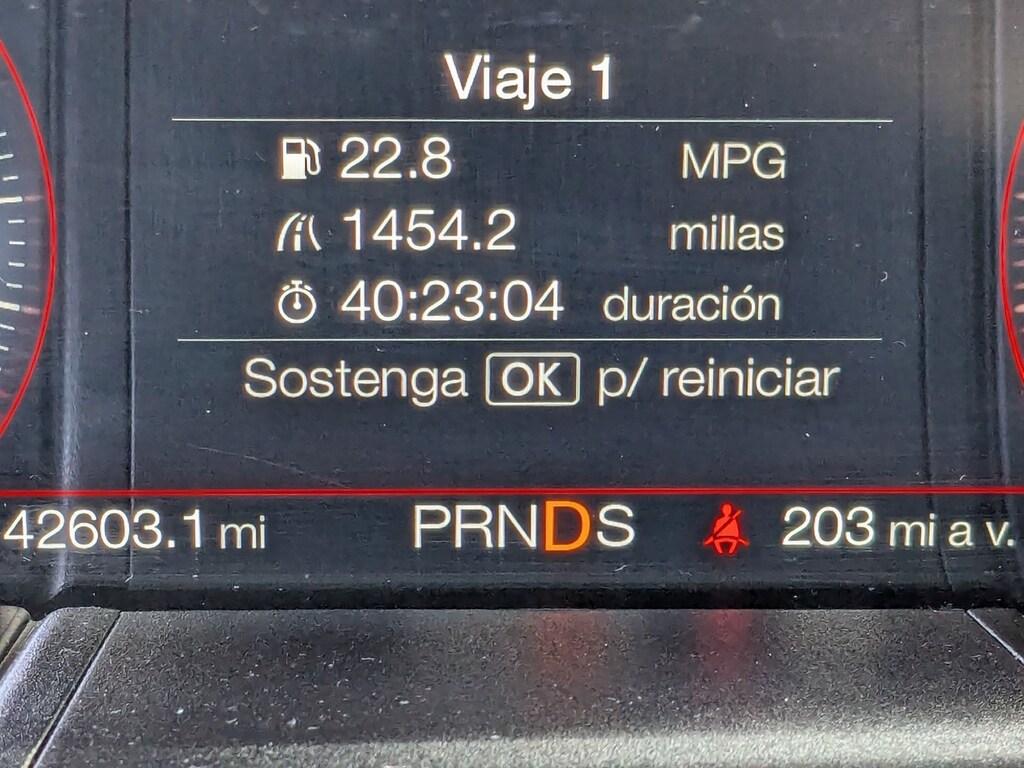 Viaje 1
22.8 MPG
1454.2 millas
40:23:04 duración
Sostenga OK p/ reiniciar
42603.1 mi PRNDS 203 mi a v.